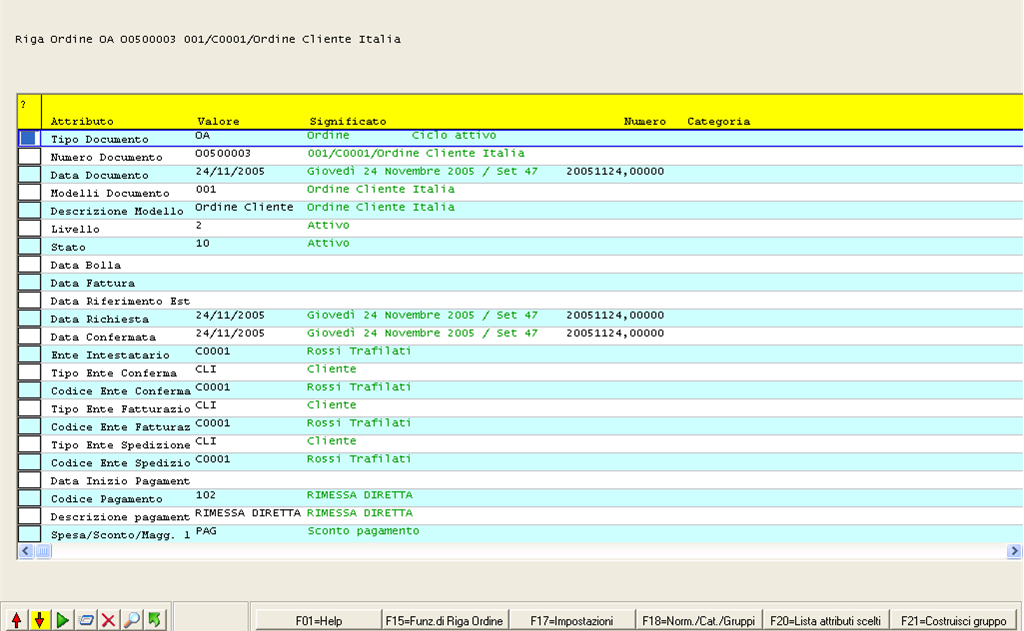 Riga Ordine OA O0500003 001/C0001/Ordine Cliente Italia
?
Attributo Valore Significato Numero Categoria
Tipo Documento OA Ordine Ciclo attivo
Numero Documento O0500003 001/C0001/Ordine Cliente Italia
Data Documento 24/11/2005 Giovedì 24 Novembre 2005 / Set 47 20051124,00000
Modelli Documento 001 Ordine Cliente Italia
Descrizione Modello Ordine Cliente Ordine Cliente Italia
Livello 2 Attivo
Stato 10 Attivo
Data Bolla
Data Fattura
Data Riferimento Est
Data Richiesta 24/11/2005 Giovedì 24 Novembre 2005 / Set 47 20051124,00000
Data Confermata 24/11/2005 Giovedì 24 Novembre 2005 / Set 47 20051124,00000
Ente Intestatario C0001 Rossi Trafilati
Tipo Ente Conferma CLI Cliente
Codice Ente Conferma C0001 Rossi Trafilati
Tipo Ente Fatturazio CLI Cliente
Codice Ente Fatturaz C0001 Rossi Trafilati
Tipo Ente Spedizione CLI Cliente
Codice Ente Spedizio C0001 Rossi Trafilati
Data Inizio Pagament
Codice Pagamento 102 RIMESSA DIRETTA
Descrizione pagament RIMESSA DIRETTA RIMESSA DIRETTA
Spesa/Sconto/Magg. 1 PAG Sconto pagamento
F01=Help F15=Funz.di Riga Ordine F17=Impostazioni F18=Norm./Cat./Gruppi F20=Lista attributi scelti F21=Costruisci gruppo